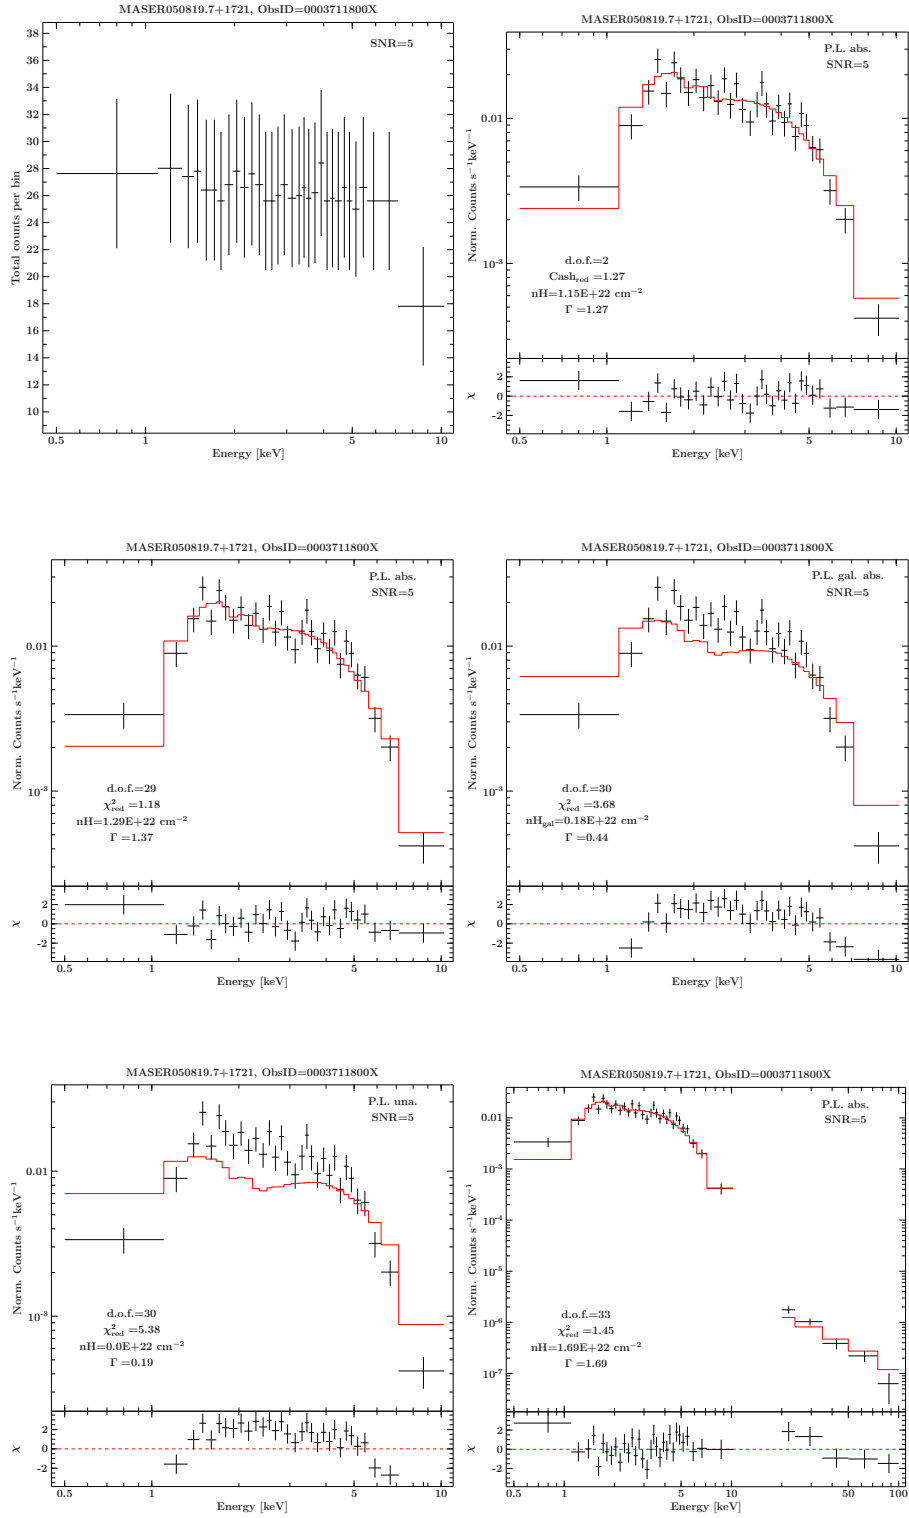 MASER050819.7+1721, ObsID=0003711800X
SNR=5
38
36
34
32
30
28
26
24
22
20
18
16
14
12
10
Total counts per bin
0.5 1 2 5 10
Energy [keV]
MASER050819.7+1721, ObsID=0003711800X
P.L. abs.
SNR=5
0.01
10⁻³
Norm. Counts s⁻¹keV⁻¹
d.o.f.=2
Cash_red =1.27
nH=1.15E+22 cm⁻²
Γ =1.27
2
0
-2
χ
0.5 1 2 5 10
Energy [keV]
MASER050819.7+1721, ObsID=0003711800X
P.L. abs.
SNR=5
0.01
10⁻³
Norm. Counts s⁻¹keV⁻¹
d.o.f.=29
χ²_red =1.18
nH=1.29E+22 cm⁻²
Γ =1.37
2
0
-2
χ
0.5 1 2 5 10
Energy [keV]
MASER050819.7+1721, ObsID=0003711800X
P.L. gal. abs.
SNR=5
0.01
10⁻³
Norm. Counts s⁻¹keV⁻¹
d.o.f.=30
χ²_red =3.68
nH_gal=0.18E+22 cm⁻²
Γ =0.44
2
0
-2
χ
0.5 1 2 5 10
Energy [keV]
MASER050819.7+1721, ObsID=0003711800X
P.L. una.
SNR=5
0.01
10⁻³
Norm. Counts s⁻¹keV⁻¹
d.o.f.=30
χ²_red =5.38
nH=0.0E+22 cm⁻²
Γ =0.19
2
0
-2
χ
0.5 1 2 5 10
Energy [keV]
MASER050819.7+1721, ObsID=0003711800X
P.L. abs.
SNR=5
0.01
10⁻³
10⁻⁴
10⁻⁵
10⁻⁶
10⁻⁷
Norm. Counts s⁻¹keV⁻¹
d.o.f.=33
χ²_red =1.45
nH=1.69E+22 cm⁻²
Γ =1.69
2
0
-2
χ
0.5 1 2 5 10 50 100
Energy [keV]